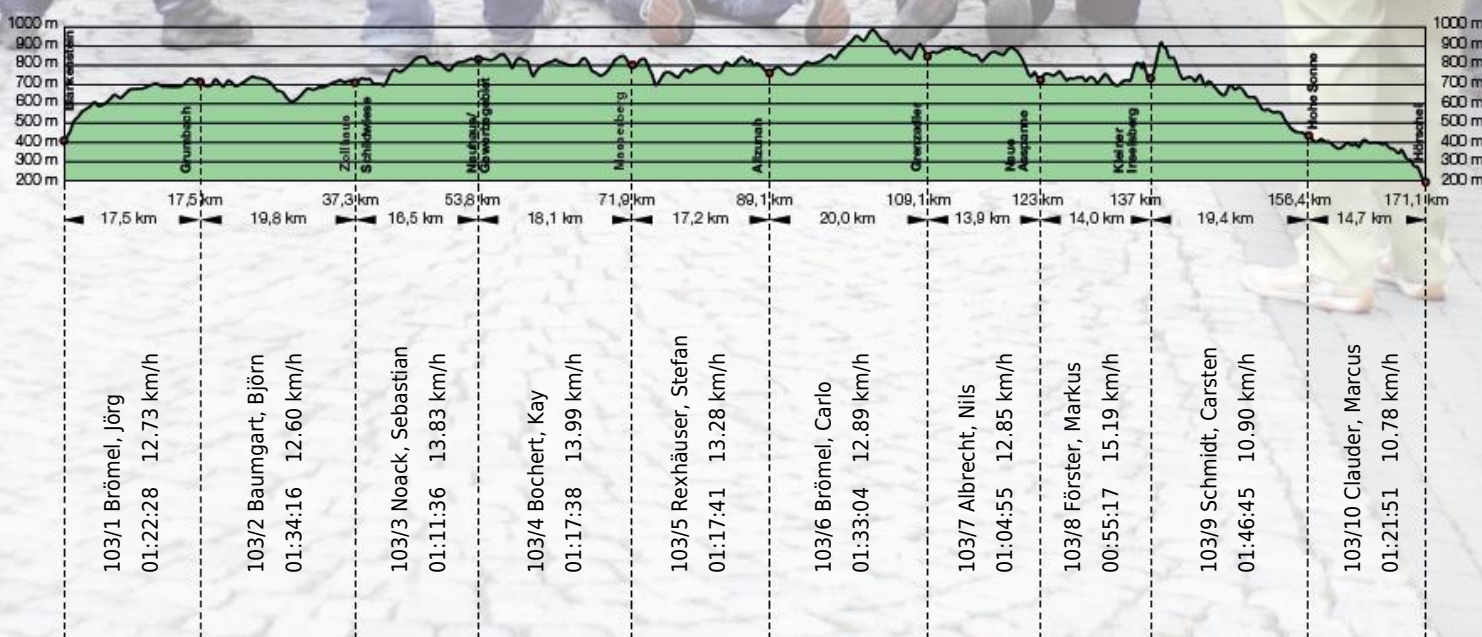 1000 m
900 m
800 m
700 m
600 m
500 m
400 m
300 m
200 m
1000 m
900 m
800 m
700 m
600 m
500 m
400 m
300 m
200 m
Blankenstein
Grumbach
Zollhaus
Schildwiese
Neuhaus/
Masserberg
Allzunah
Grenzadler
Neue
Ausspanne
Kleiner
Inselsberg
Hohe Sonne
Hörschel
17,5 km
37,3 km
53,8 km
71,9 km
89,1 km
109,1 km
123 km
137 km
156,4 km
171,1 km
17,5 km
19,8 km
16,5 km
18,1 km
17,2 km
20,0 km
13,9 km
14,0 km
19,4 km
14,7 km
103/1 Brömel, Jörg
01:22:28 12.73 km/h
103/2 Baumgart, Björn
01:34:16 12.60 km/h
103/3 Noack, Sebastian
01:11:36 13.83 km/h
103/4 Bochert, Kay
01:17:38 13.99 km/h
103/5 Rexhäuser, Stefan
01:17:41 13.28 km/h
103/6 Brömel, Carlo
01:33:04 12.89 km/h
103/7 Albrecht, Nils
01:04:55 12.85 km/h
103/8 Förster, Markus
00:55:17 15.19 km/h
103/9 Schmidt, Carsten
01:46:45 10.90 km/h
103/10 Clauder, Marcus
01:21:51 10.78 km/h